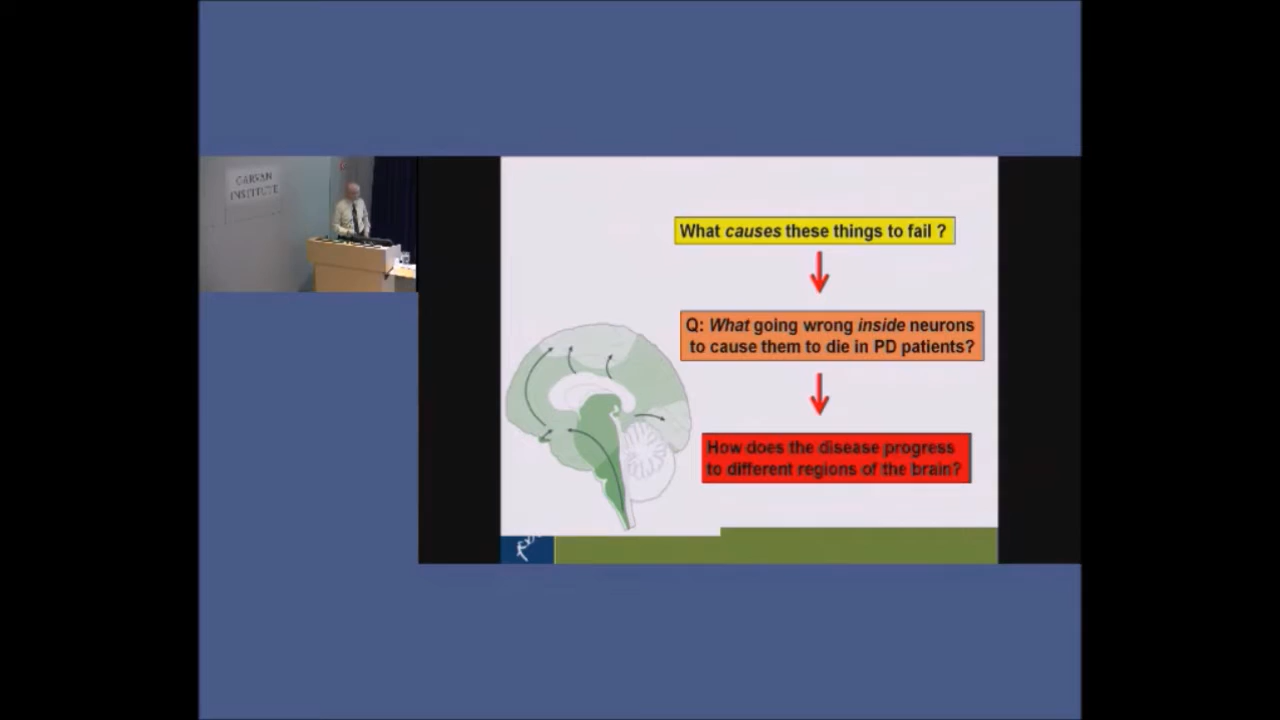 GARVAN
INSTITUTE
What causes these things to fail ?
Q: What going wrong inside neurons
to cause them to die in PD patients?
How does the disease progress
to different regions of the brain?